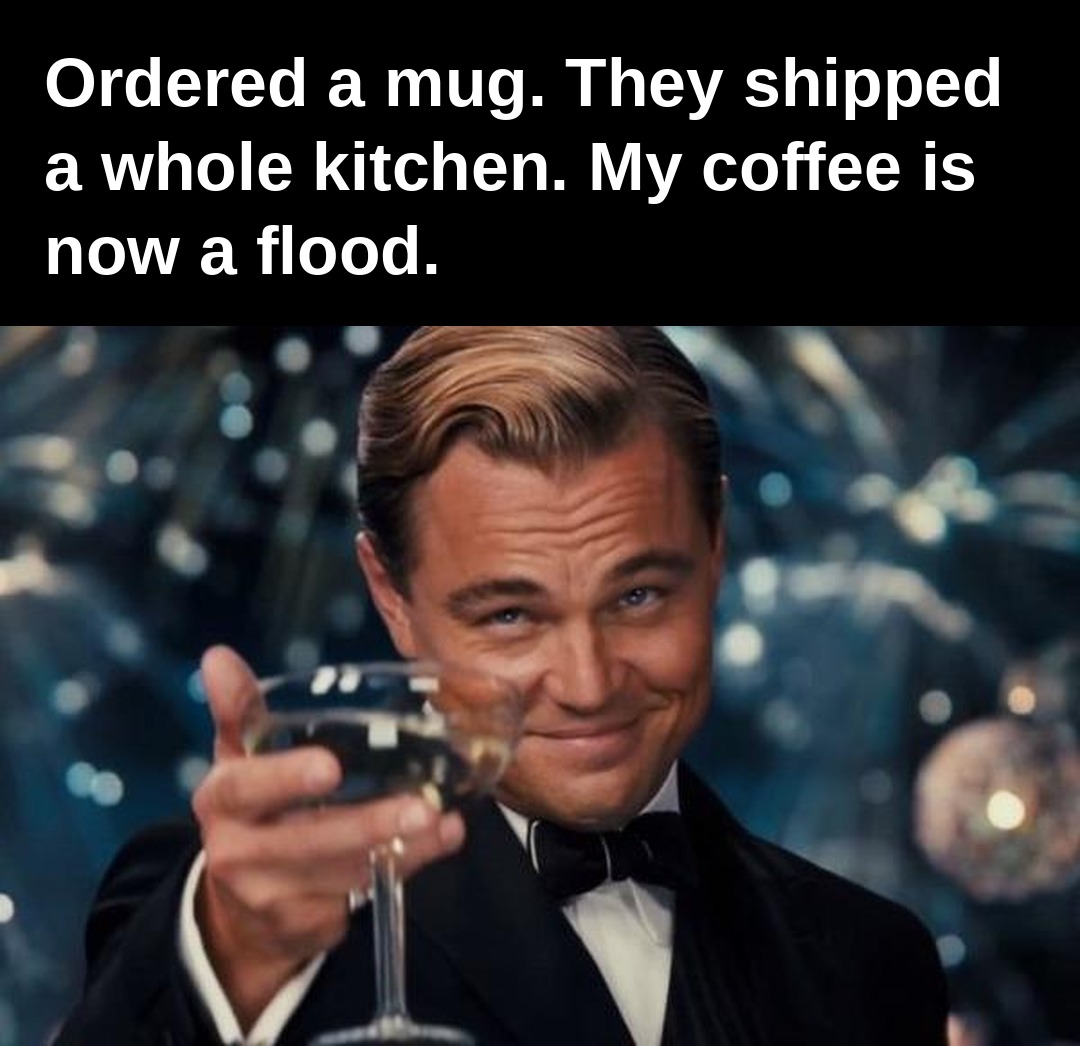 Ordered a mug. They shipped
a whole kitchen. My coffee is
now a flood.